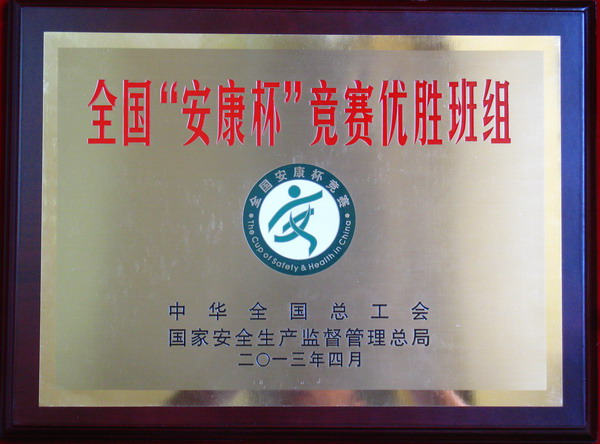 全国“安康杯”竞赛优胜班组
全国安康杯竞赛
The Cup of Safety & Health in China
中华全国总工会
国家安全生产监督管理总局
二〇一三年四月